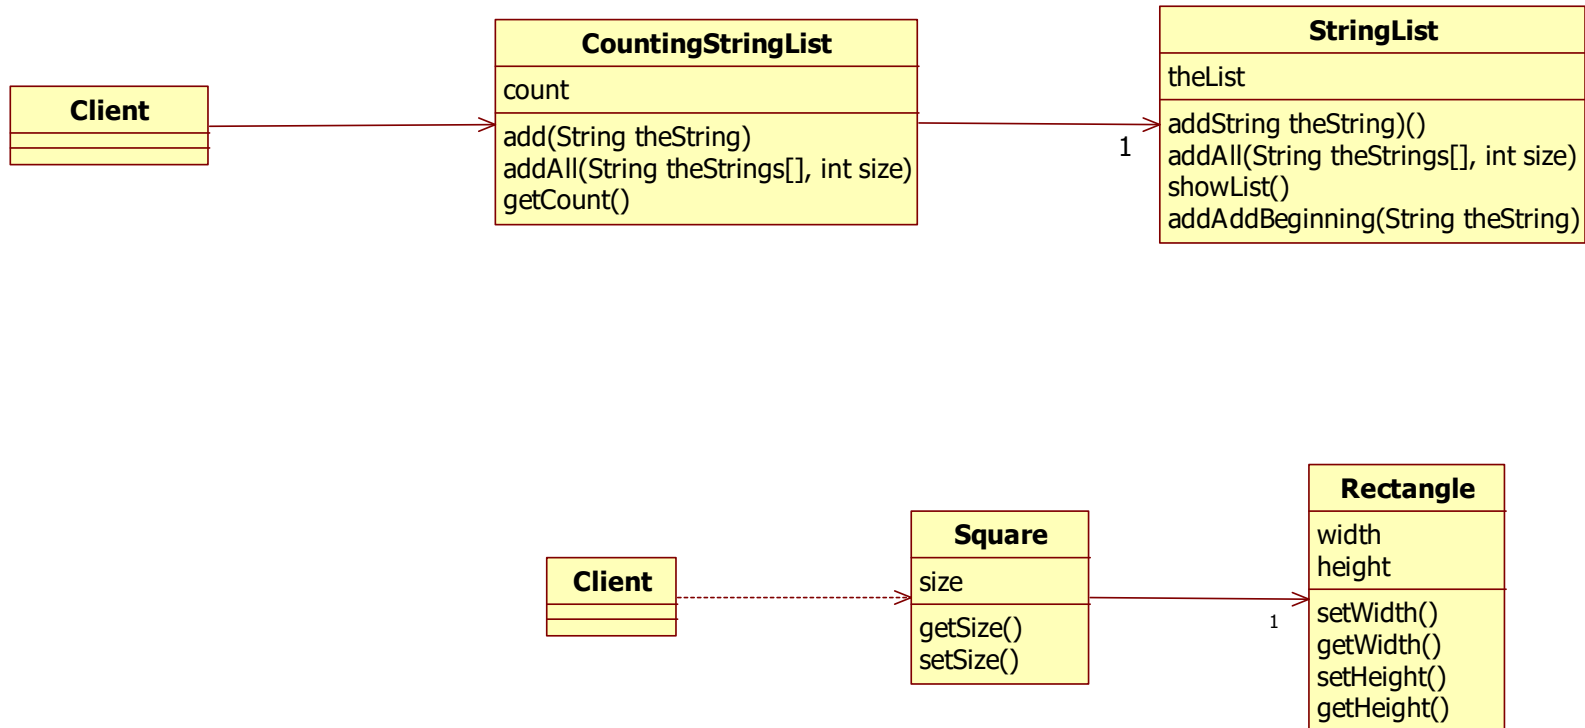 Client
CountingStringList
count
add(String theString)
addAll(String theStrings[], int size)
getCount()
1
StringList
theList
addString theString)()
addAll(String theStrings[], int size)
showList()
addAddBeginning(String theString)
Client
Square
size
getSize()
setSize()
1
Rectangle
width
height
setWidth()
getWidth()
setHeight()
getHeight()